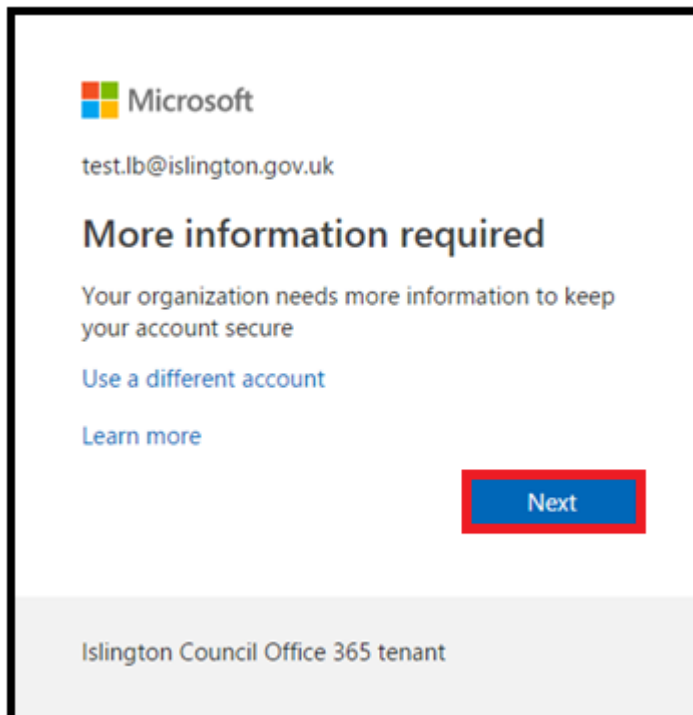 Microsoft
test.lb@islington.gov.uk
More information required
Your organization needs more information to keep
your account secure
Use a different account
Learn more
Next
Islington Council Office 365 tenant